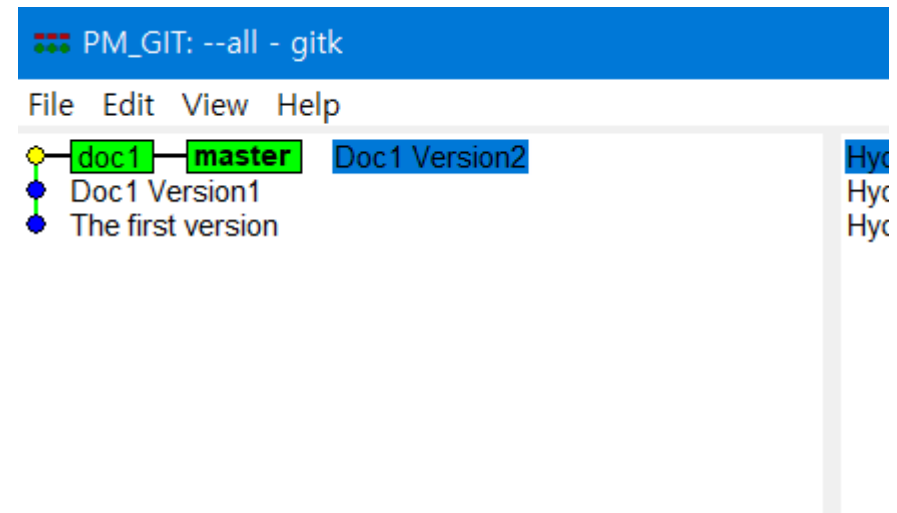 PM_GIT: --all - gitk
File Edit View Help
doc1 master Doc1 Version2
Doc1 Version1
The first version